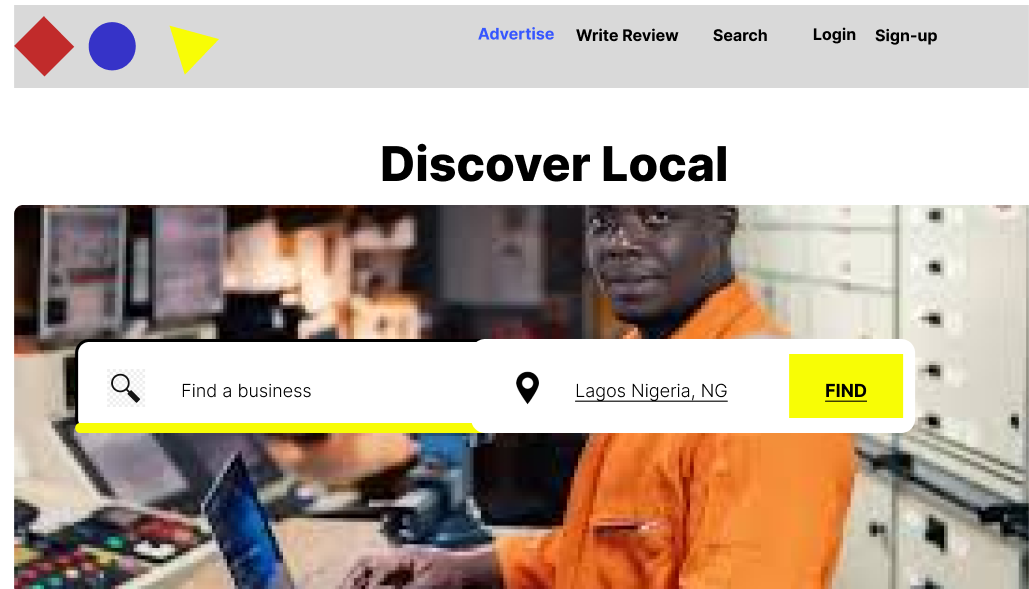 Advertise Write Review Search Login Sign-up
Discover Local
Find a business Lagos Nigeria, NG FIND